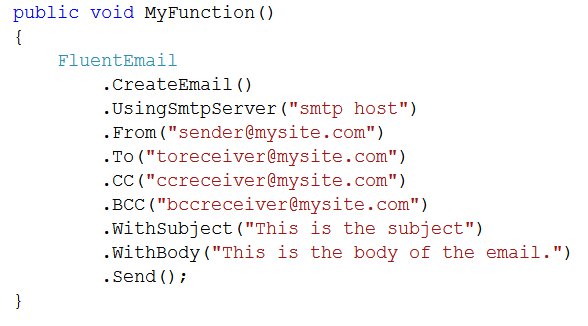 public void MyFunction()
{
    FluentEmail
        .CreateEmail()
        .UsingSmtpServer("smtp host")
        .From("sender@mysite.com")
        .To("toreceiver@mysite.com")
        .CC("ccreceiver@mysite.com")
        .BCC("bccreceiver@mysite.com")
        .WithSubject("This is the subject")
        .WithBody("This is the body of the email.")
        .Send();
}